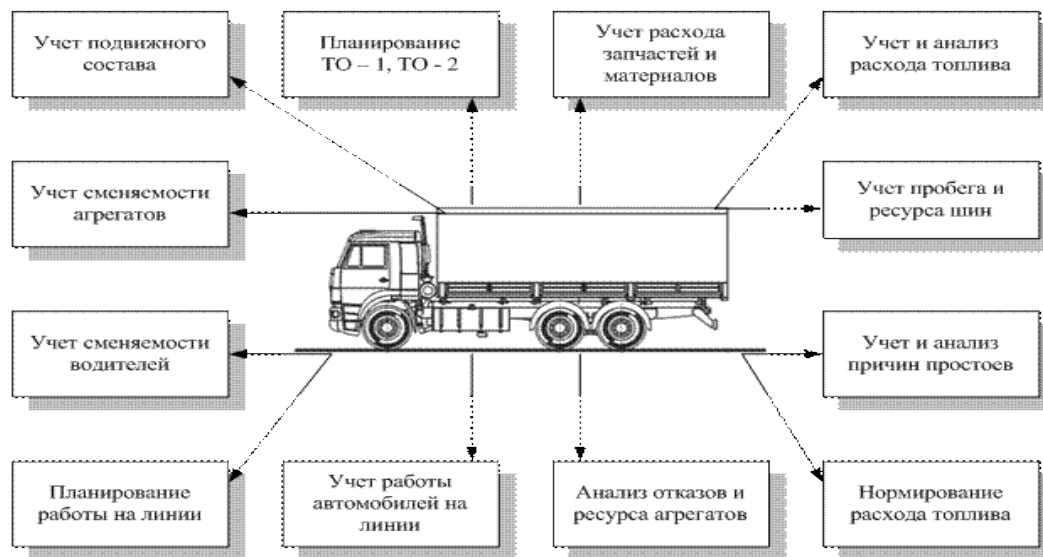 Учет подвижного
состава
Планирование
ТО – 1, ТО - 2
Учет расхода
запчастей и
материалов
Учет и анализ
расхода топлива
Учет сменяемости
агрегатов
Учет пробега и
ресурса шин
Учет сменяемости
водителей
Учет и анализ
причин простоев
Планирование
работы на линии
Учет работы
автомобилей на
линии
Анализ отказов и
ресурса агрегатов
Нормирование
расхода топлива